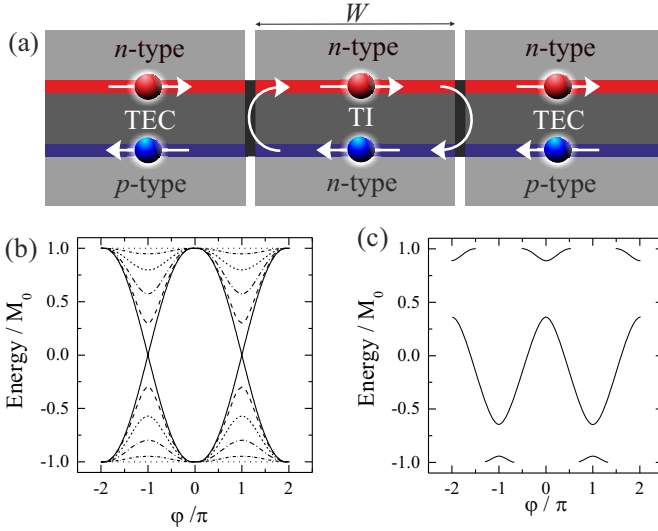 W
(a)
n-type n-type n-type
TEC TI TEC
p-type n-type p-type
(b) (c)
1.0
0.5
0.0
-0.5
-1.0
Energy / M₀
-2 -1 0 1 2
φ/π
1.0
0.5
0.0
-0.5
-1.0
Energy / M₀
-2 -1 0 1 2
φ/π